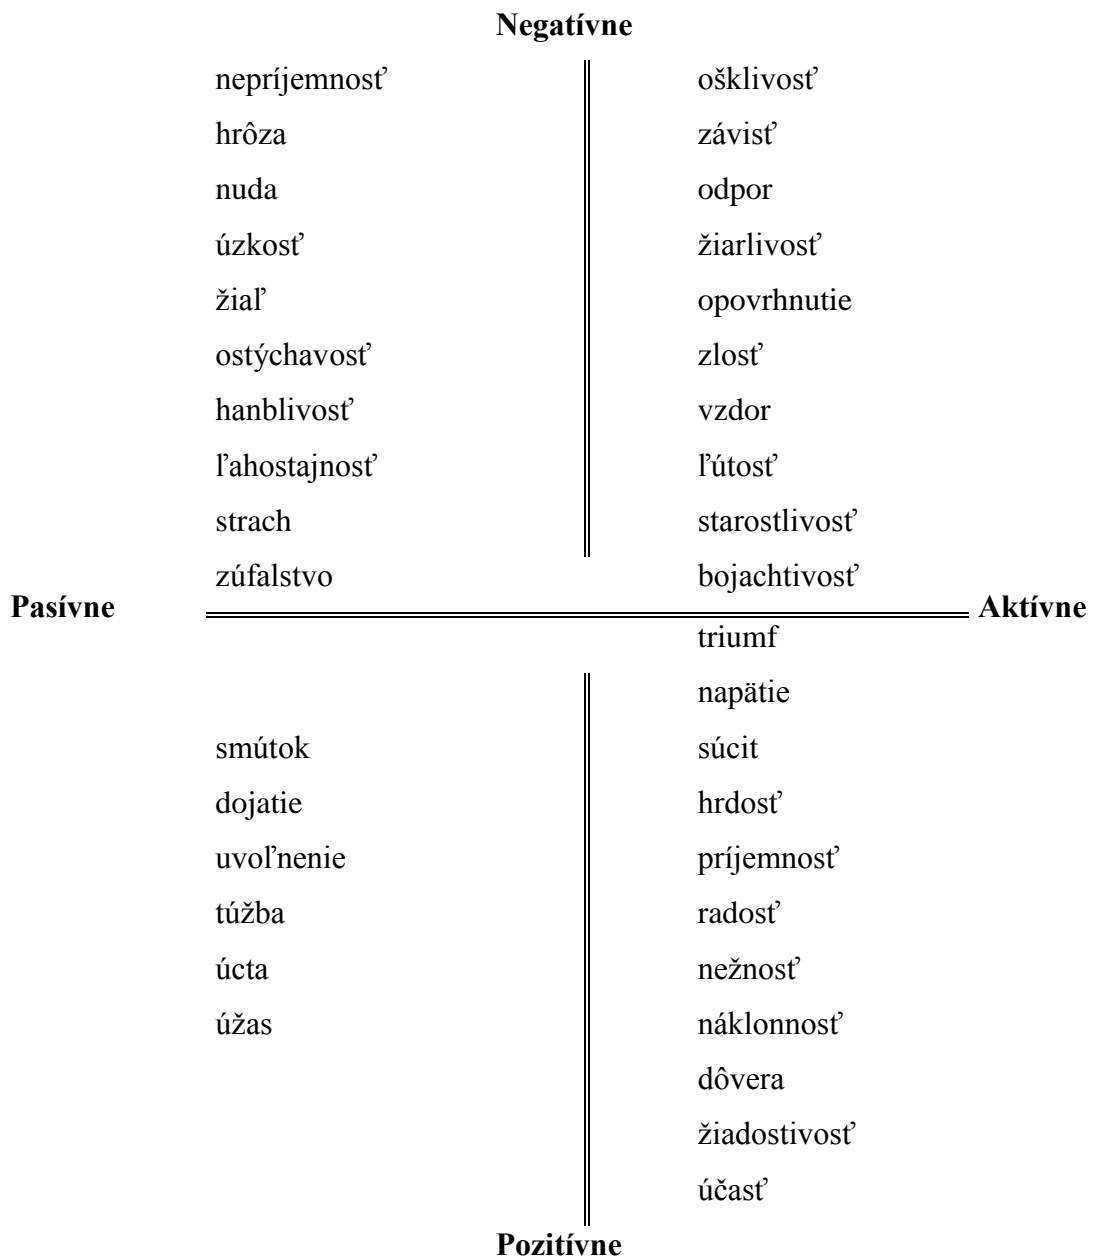 Negatívne
nepríjemnosť ošklivosť
hrôza závisť
nuda odpor
úzkosť žiarlivosť
žiaľ opovrhnutie
ostýchavosť zlosť
hanblivosť vzdor
ľahostajnosť ľútosť
strach starostlivosť
zúfalstvo bojachtivosť
Pasívne Aktívne
triumf
napätie
smútok súcit
dojatie hrdosť
uvoľnenie príjemnosť
túžba radosť
úcta nežnosť
úžas náklonnosť
dôvera
žiadostivosť
účasť
Pozitívne